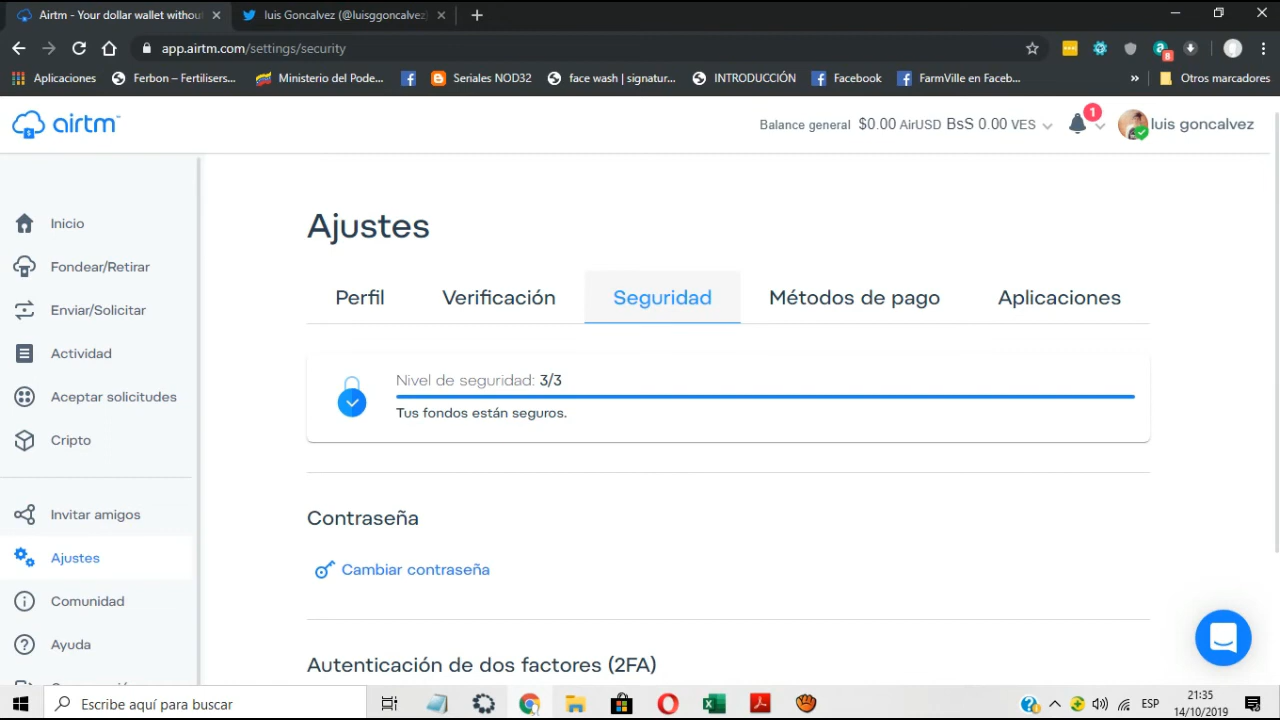 Airtm - Your dollar wallet withou
luis Goncalvez (@luisggoncalvez
app.airtm.com/settings/security
Aplicaciones
Ferbon – Fertilisers...
Ministerio del Pode...
Seriales NOD32
face wash | signatur...
INTRODUCCIÓN
Facebook
FarmVille en Faceb...
»
Otros marcadores
8
airtm
Balance general $0.00 AirUSD BsS 0.00 VES
1
luis goncalvez
Inicio
Fondear/Retirar
Enviar/Solicitar
Actividad
Aceptar solicitudes
Cripto
Invitar amigos
Ajustes
Comunidad
Ayuda
Ajustes
Perfil
Verificación
Seguridad
Métodos de pago
Aplicaciones
Nivel de seguridad: 3/3
Tus fondos están seguros.
Contraseña
Cambiar contraseña
Autenticación de dos factores (2FA)
Escribe aquí para buscar
ESP
21:35
14/10/2019